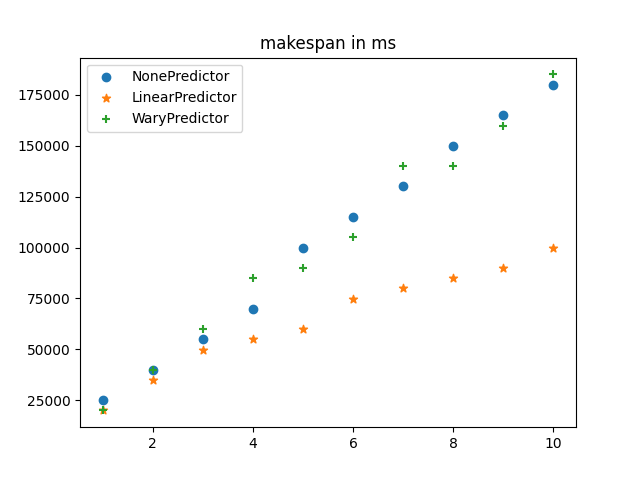 makespan in ms
NonePredictor
LinearPredictor
WaryPredictor
175000
150000
125000
100000
75000
50000
25000
2 4 6 8 10